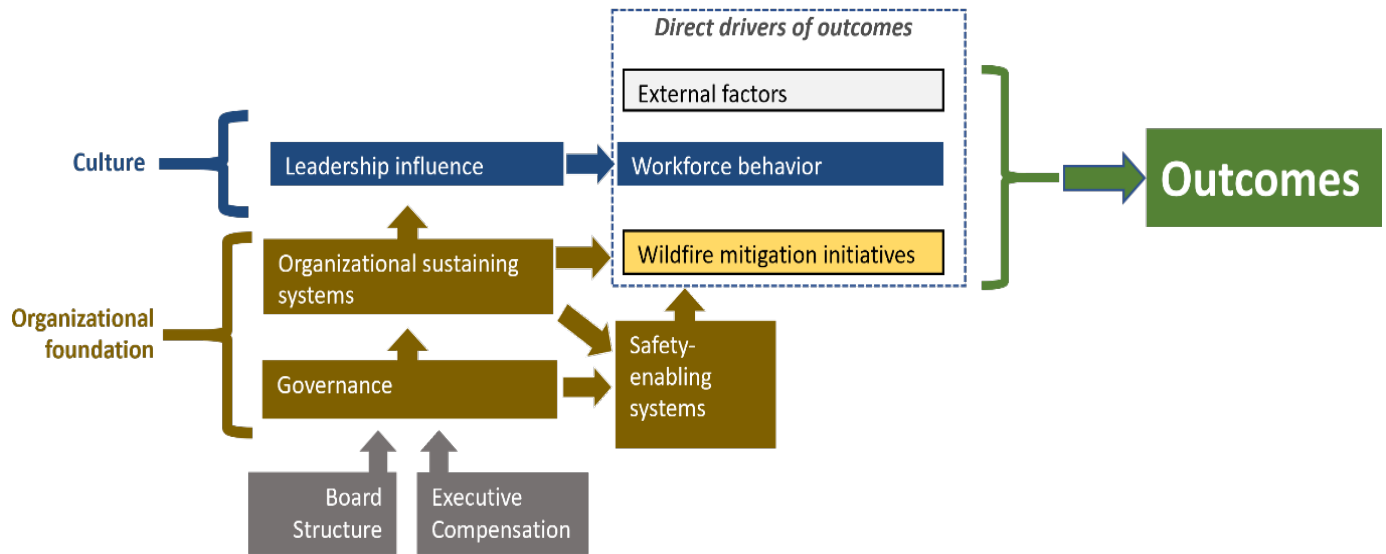 Direct drivers of outcomes
External factors
Culture
Leadership influence
Workforce behavior
Outcomes
Organizational sustaining
systems
Wildfire mitigation initiatives
Organizational
foundation
Governance
Safety-
enabling
systems
Board
Structure
Executive
Compensation